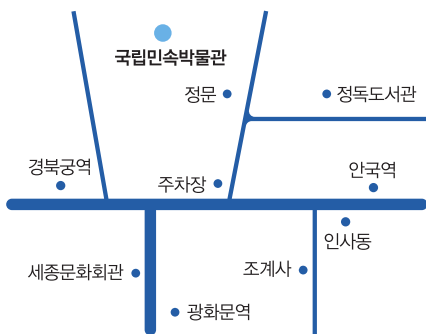 국립민속박물관
정문
정독도서관
경복궁역
주차장
안국역
인사동
세종문화회관
조계사
광화문역